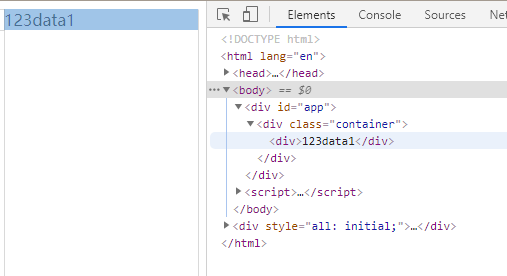 123data1
Elements Console Sources Netw
<!DOCTYPE html>
<html lang="en">
<head>…</head>
<body> == $0
<div id="app">
<div class="container">
<div>123data1</div>
</div>
</div>
<script>…</script>
</body>
<div style="all: initial;">…</div>
</html>